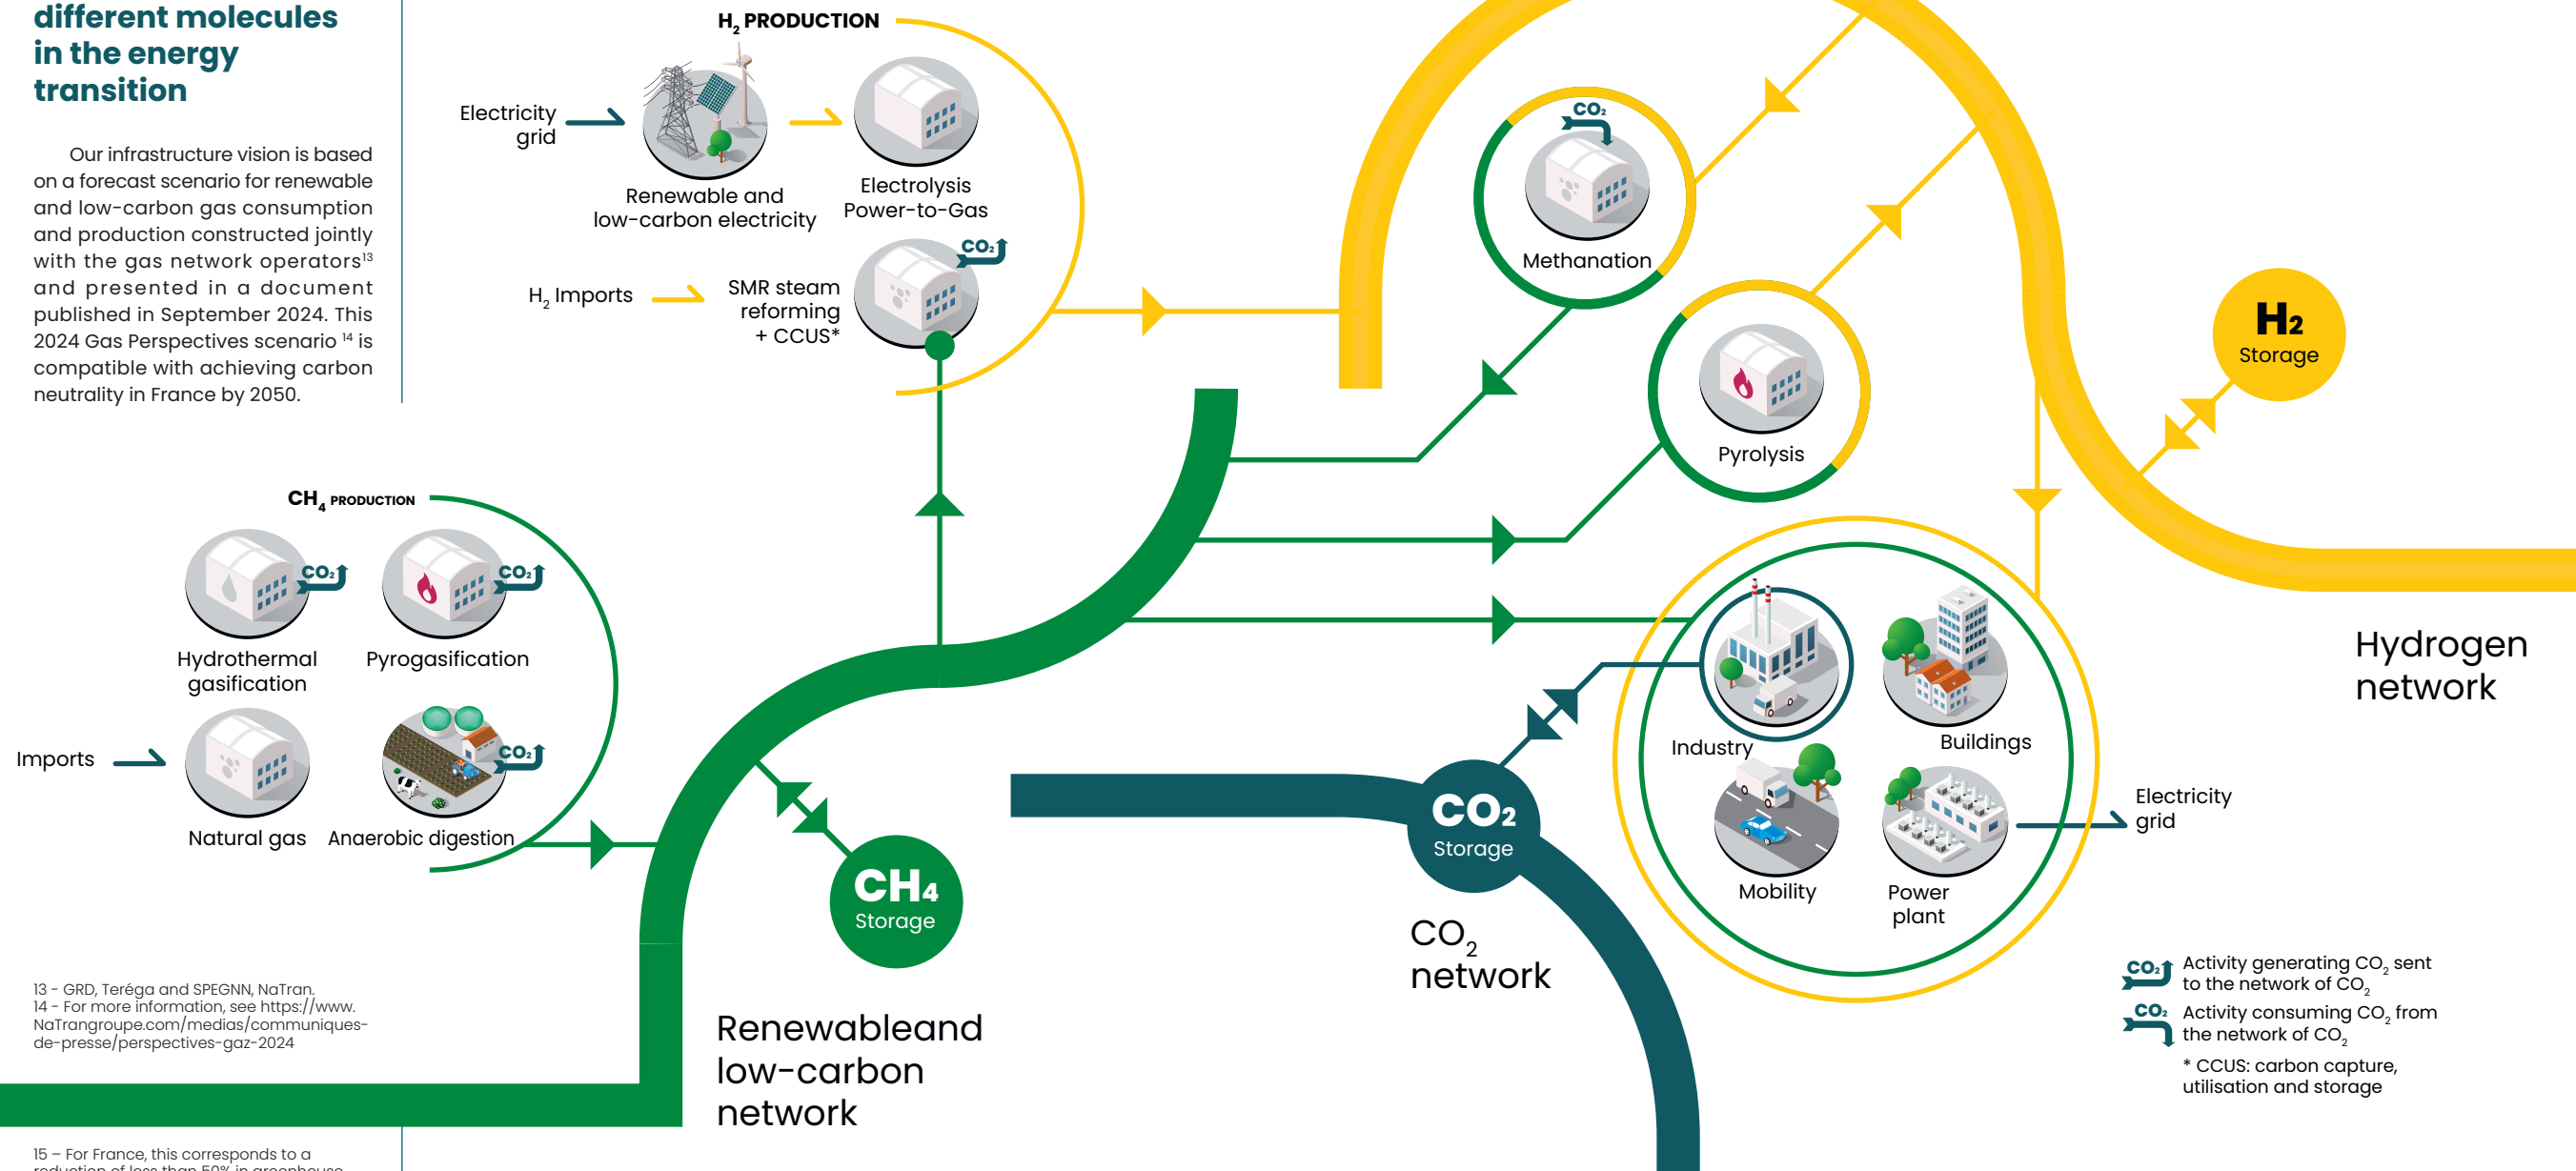 different molecules
in the energy
transition
Our infrastructure vision is based
on a forecast scenario for renewable
and low-carbon gas consumption
and production constructed jointly
with the gas network operators¹³
and presented in a document
published in September 2024. This
2024 Gas Perspectives scenario ¹⁴ is
compatible with achieving carbon
neutrality in France by 2050.
H₂ PRODUCTION
Electricity
grid
Renewable and
low-carbon electricity
Electrolysis
Power-to-Gas
H₂ Imports
SMR steam
reforming
+ CCUS*
CO₂
CO₂
Methanation
Pyrolysis
H₂
Storage
Hydrogen
network
CH₄ PRODUCTION
CO₂
CO₂
Hydrothermal
gasification
Pyrogasification
Imports
CO₂
Natural gas
Anaerobic digestion
CH₄
Storage
Renewableand
low-carbon
network
CO₂
Storage
CO₂
network
Industry
Buildings
Mobility
Power
plant
Electricity
grid
CO₂
Activity generating CO₂ sent
to the network of CO₂
CO₂
Activity consuming CO₂ from
the network of CO₂
* CCUS: carbon capture,
utilisation and storage
13 - GRD, Teréga and SPEGNN, NaTran.
14 - For more information, see https://www.
NaTrangroupe.com/medias/communiques-
de-presse/perspectives-gaz-2024
15 – For France, this corresponds to a
reduction of less than 50% in greenhouse